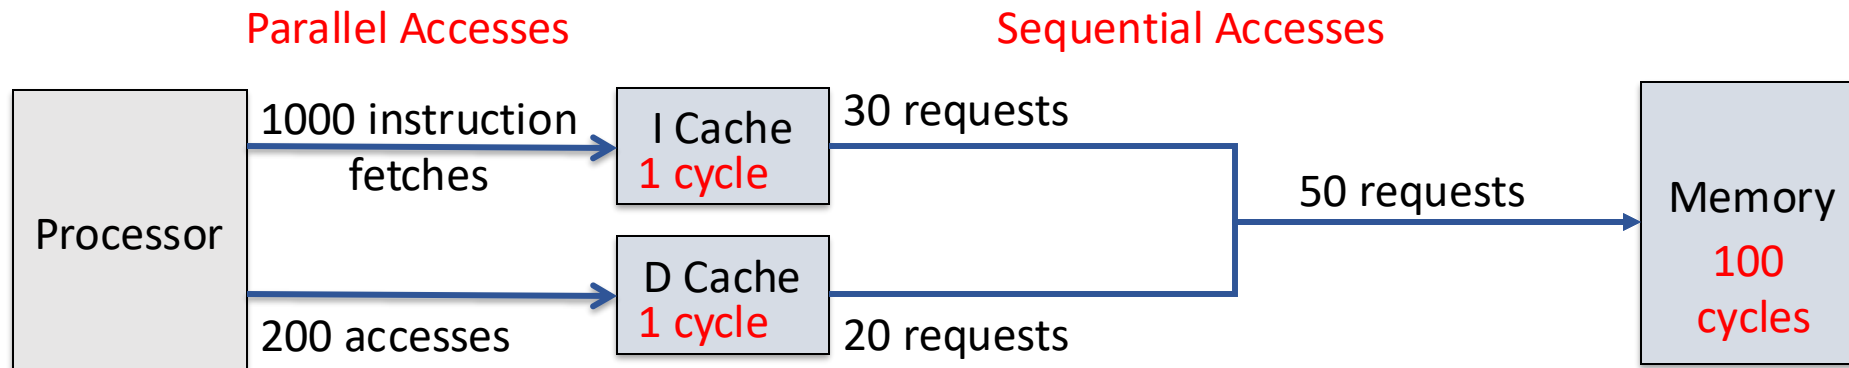 Parallel Accesses
Sequential Accesses
Processor
1000 instruction
fetches
200 accesses
I Cache
1 cycle
D Cache
1 cycle
30 requests
20 requests
50 requests
Memory
100
cycles